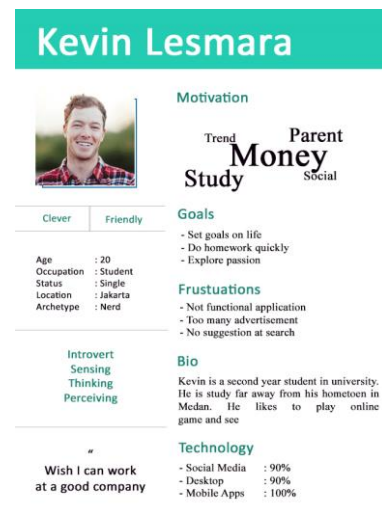 Kevin Lesmara
Clever
Friendly
Age : 20
Occupation : Student
Status : Single
Location : Jakarta
Archetype : Nerd
Introvert
Sensing
Thinking
Perceiving
"
Wish I can work
at a good company
Motivation
Trend
Parent
Money
Study
Social
Goals
- Set goals on life
- Do homework quickly
- Explore passion
Frustuations
- Not functional application
- Too many advertisement
- No suggestion at search
Bio
Kevin is a second year student in university.
He is study far away from his hometoen in
Medan. He likes to play online
game and see
Technology
- Social Media : 90%
- Desktop : 90%
- Mobile Apps : 100%